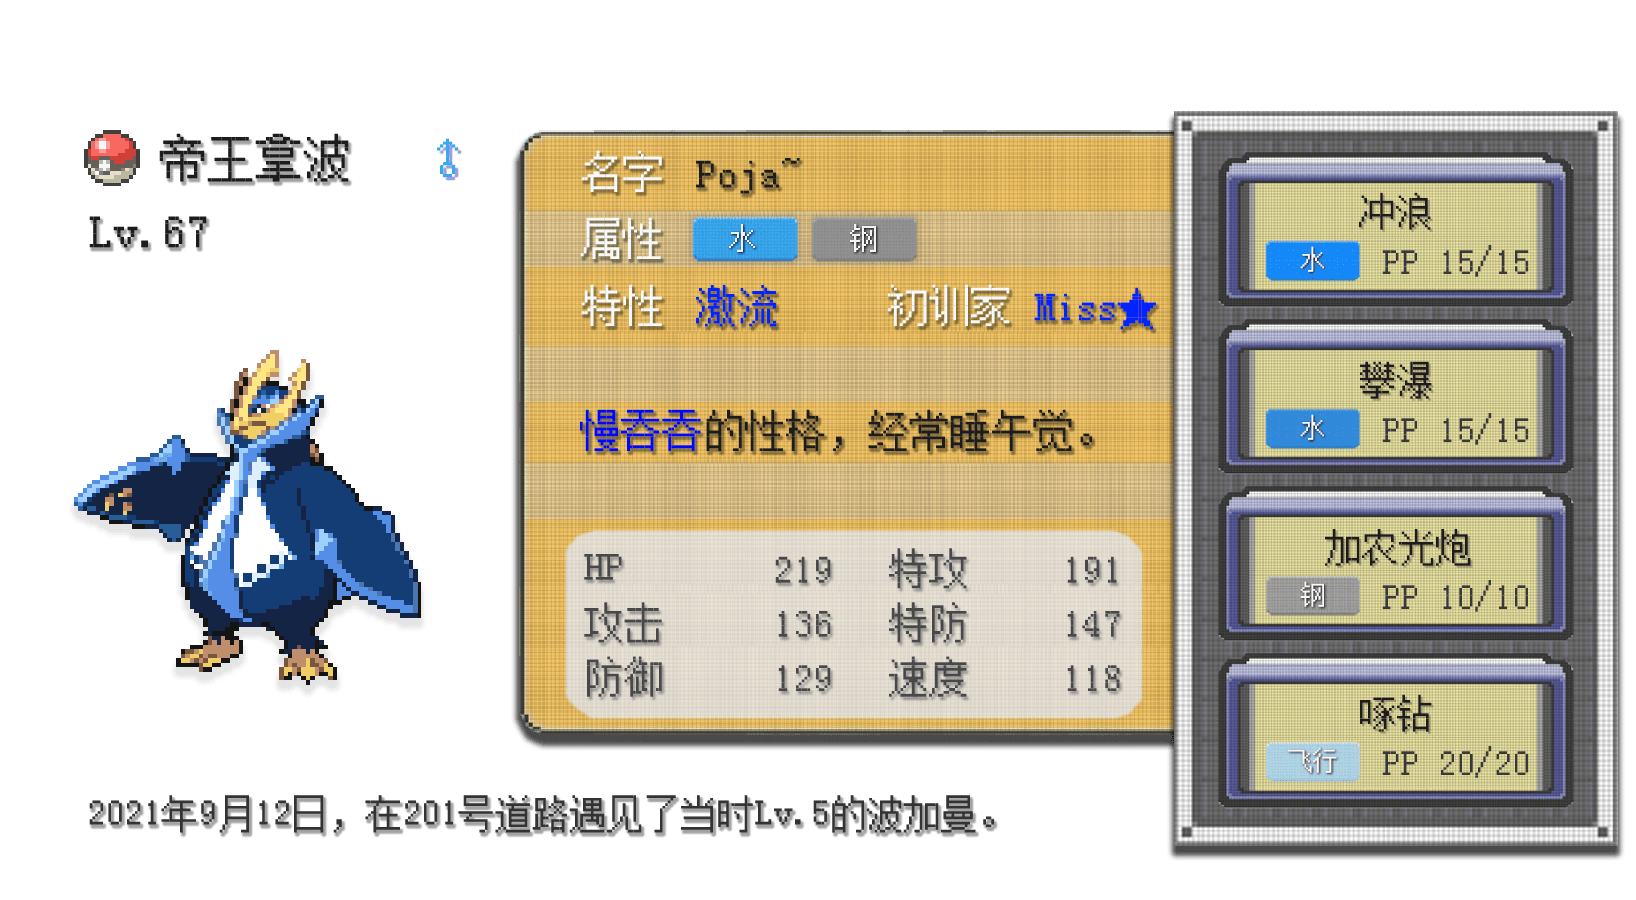 帝王拿波
Lv.67
名字 Poja~
属性 水 钢
特性 激流 初训家 Miss★
慢吞吞的性格，经常睡午觉。
HP 219 特攻 191
攻击 136 特防 147
防御 129 速度 118
冲浪
水 PP 15/15
攀瀑
水 PP 15/15
加农光炮
钢 PP 10/10
啄钻
飞行 PP 20/20
2021年9月12日，在201号道路遇见了当时Lv.5的波加曼。